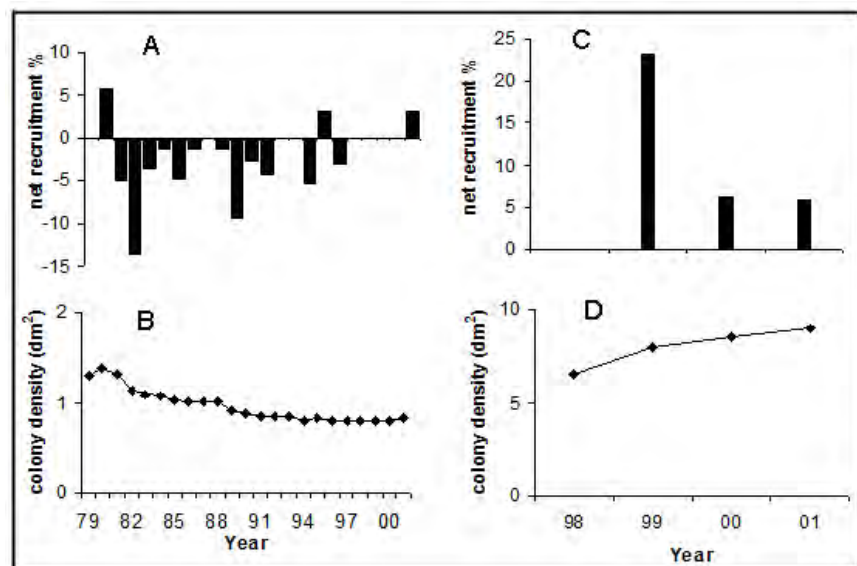 A
net recruitment %
10
5
0
-5
-10
-15
B
colony density (dm²)
2
1
0
79 82 85 88 91 94 97 00
Year
C
net recruitment %
25
20
15
10
5
0
D
colony density (dm²)
10
5
0
98 99 00 01
Year